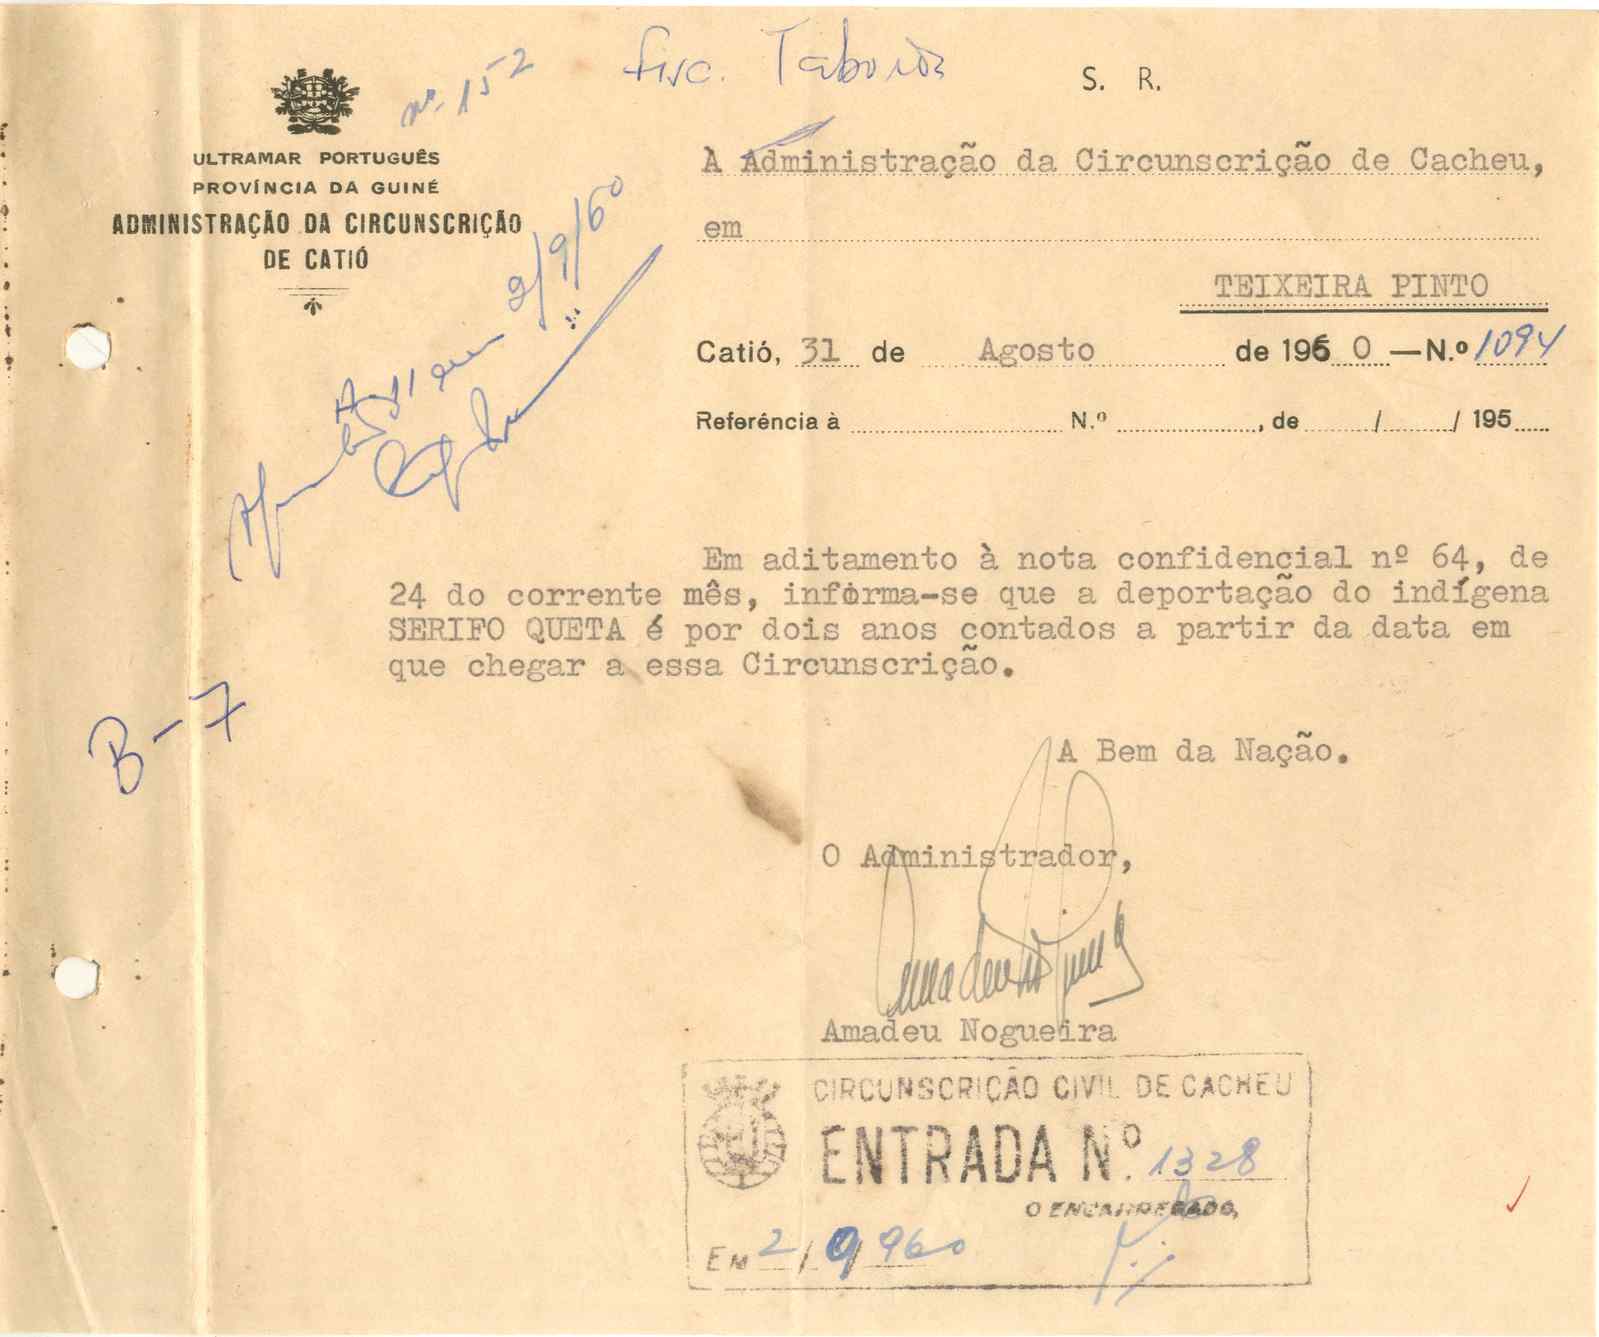 nº. 152
S. R.
ULTRAMAR PORTUGUÊS
PROVÍNCIA DA GUINÉ
ADMINISTRAÇÃO DA CIRCUNSCRIÇÃO
DE CATIÓ
À Administração da Circunscrição de Cacheu,
em
TEIXEIRA PINTO
2/9/60
Catió, 31 de Agosto de 1960 — N.º 1094
Referência à N.º , de / / 195
Em aditamento à nota confidencial nº 64, de
24 do corrente mês, informa-se que a deportação do indígena
SERIFO QUETA é por dois anos contados a partir da data em
que chegar a essa Circunscrição.
B-7
A Bem da Nação.
O Administrador,
Amadeu Nogueira
CIRCUNSCRIÇÃO CIVIL DE CACHEU
ENTRADA N.º 1328
O ENCARREGADO,
EM 2/9/960